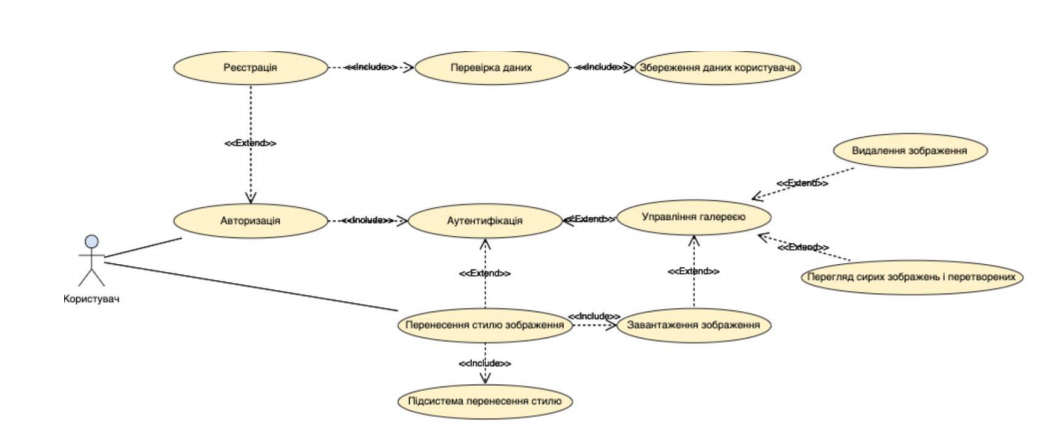 Реєстрація
<<Include>>
Перевірка даних
<<Include>>
Збереження даних користувача
<<Extend>>
Видалення зображення
<<Extend>>
Авторизація
<<Include>>
Аутентифікація
<<Extend>>
Управління галереєю
<<Extend>>
Перегляд сирих зображень і перетворених
Користувач
<<Extend>>
<<Extend>>
Перенесення стилю зображення
<<Include>>
Завантаження зображення
<<Include>>
Підсистема перенесення стилю